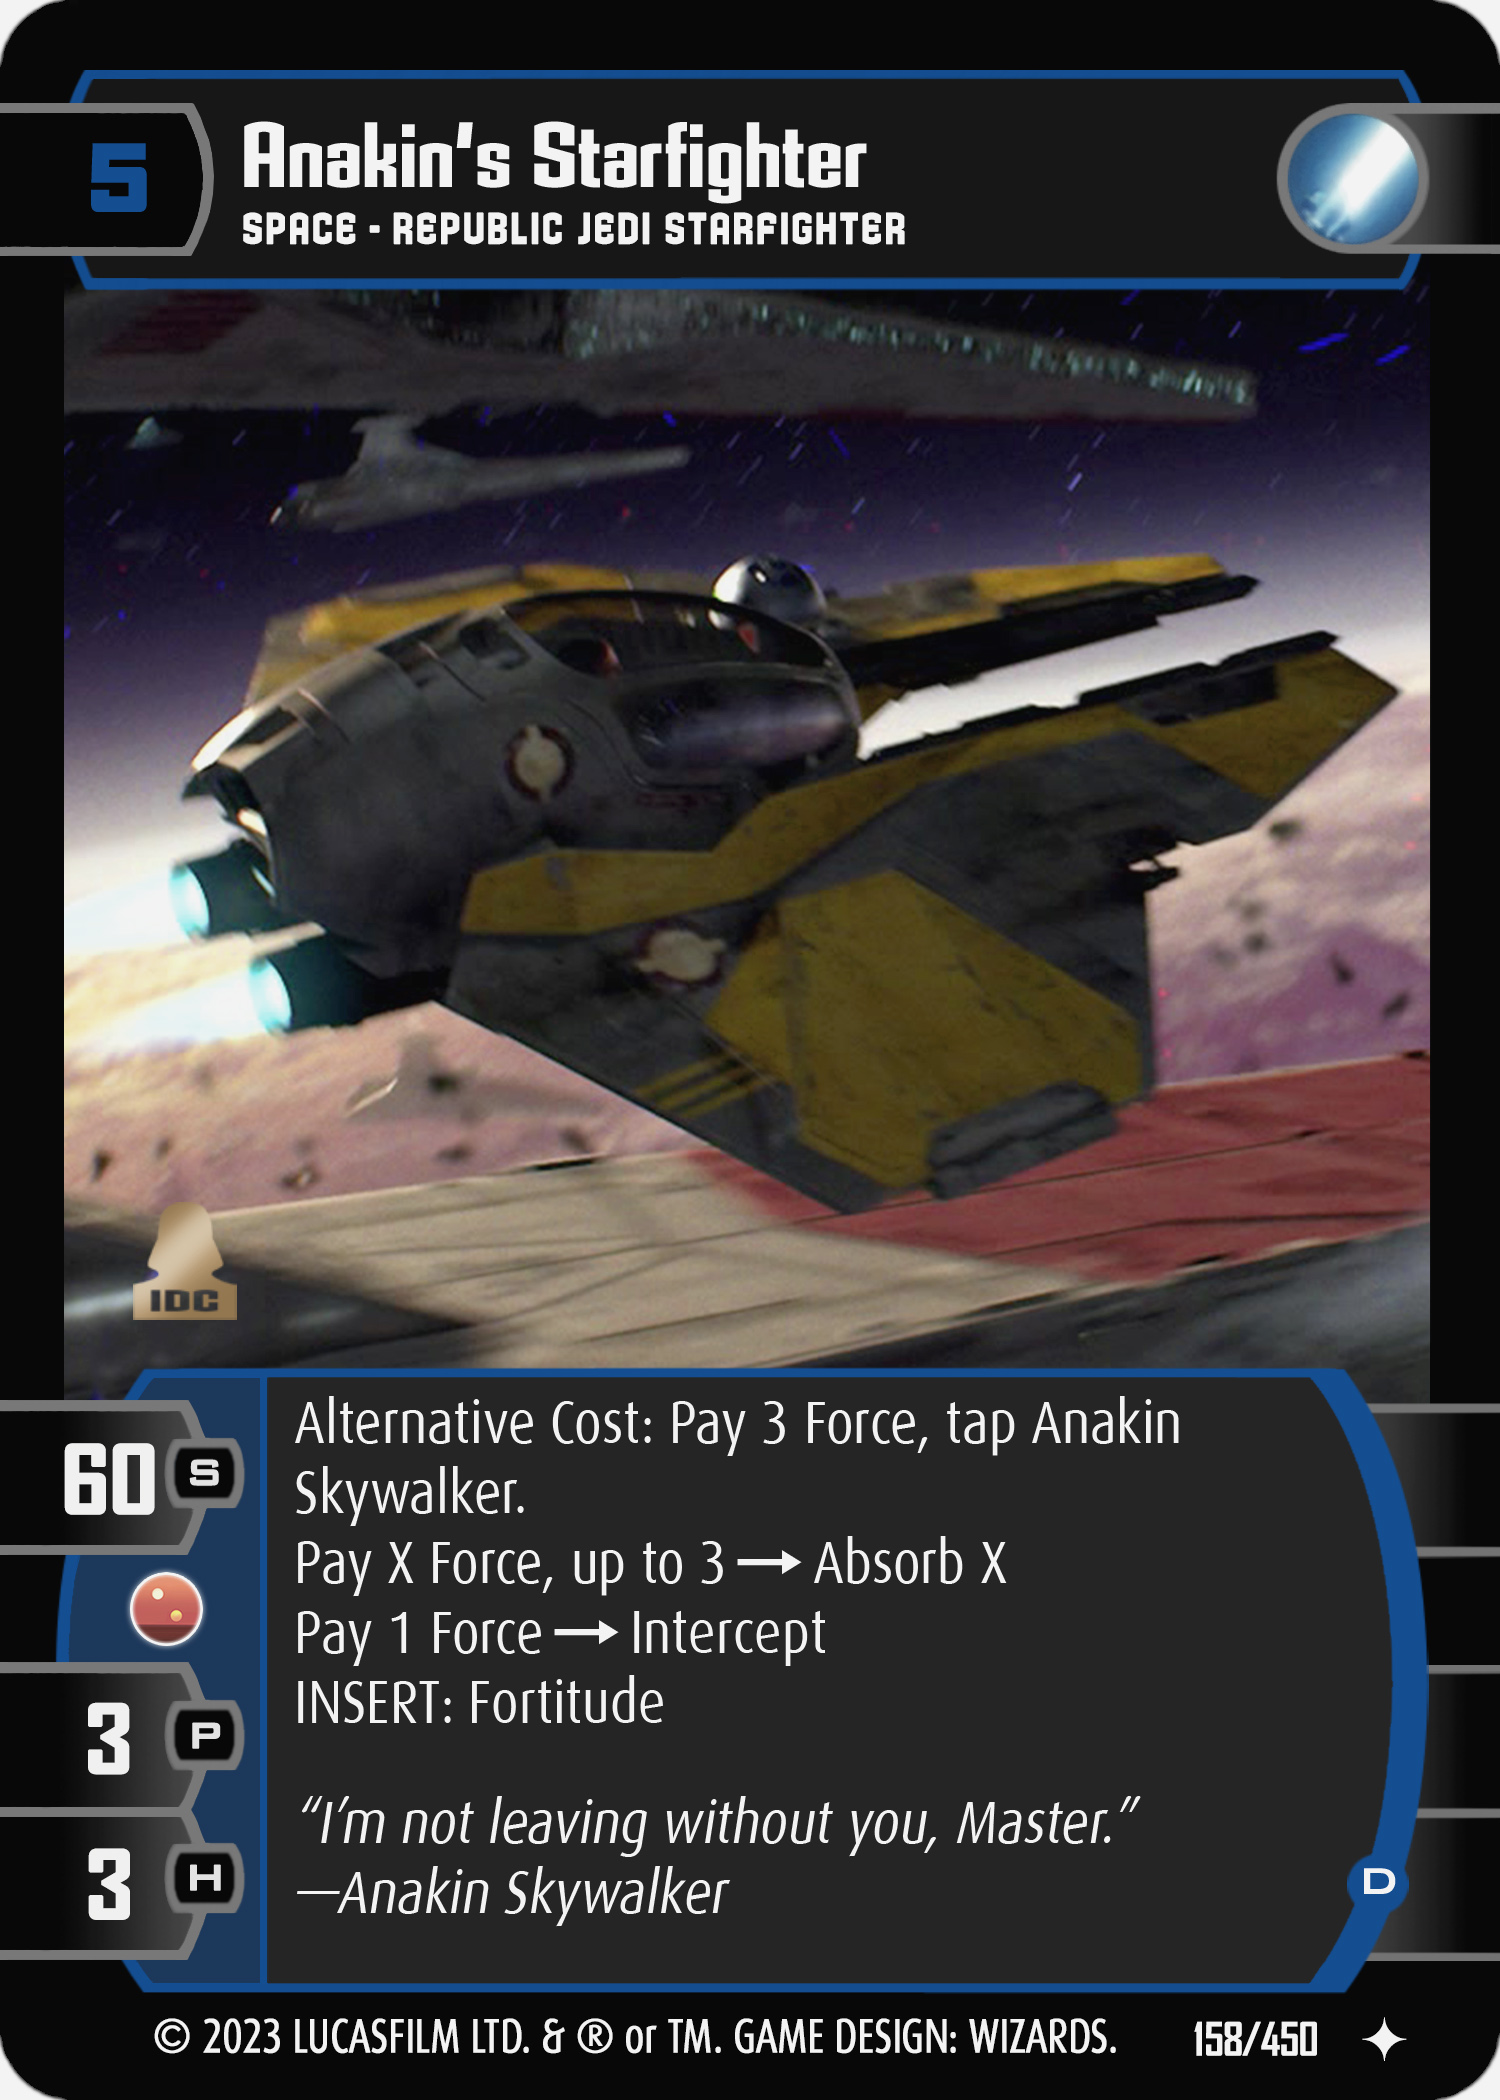 5
Anakin's Starfighter
SPACE - REPUBLIC JEDI STARFIGHTER
IDC
60 S
Alternative Cost: Pay 3 Force, tap Anakin
Skywalker.
Pay X Force, up to 3 → Absorb X
Pay 1 Force → Intercept
INSERT: Fortitude
3 P
3 H
“I'm not leaving without you, Master.”
—Anakin Skywalker
D
© 2023 LUCASFILM LTD. & ® or TM. GAME DESIGN: WIZARDS.
158/450